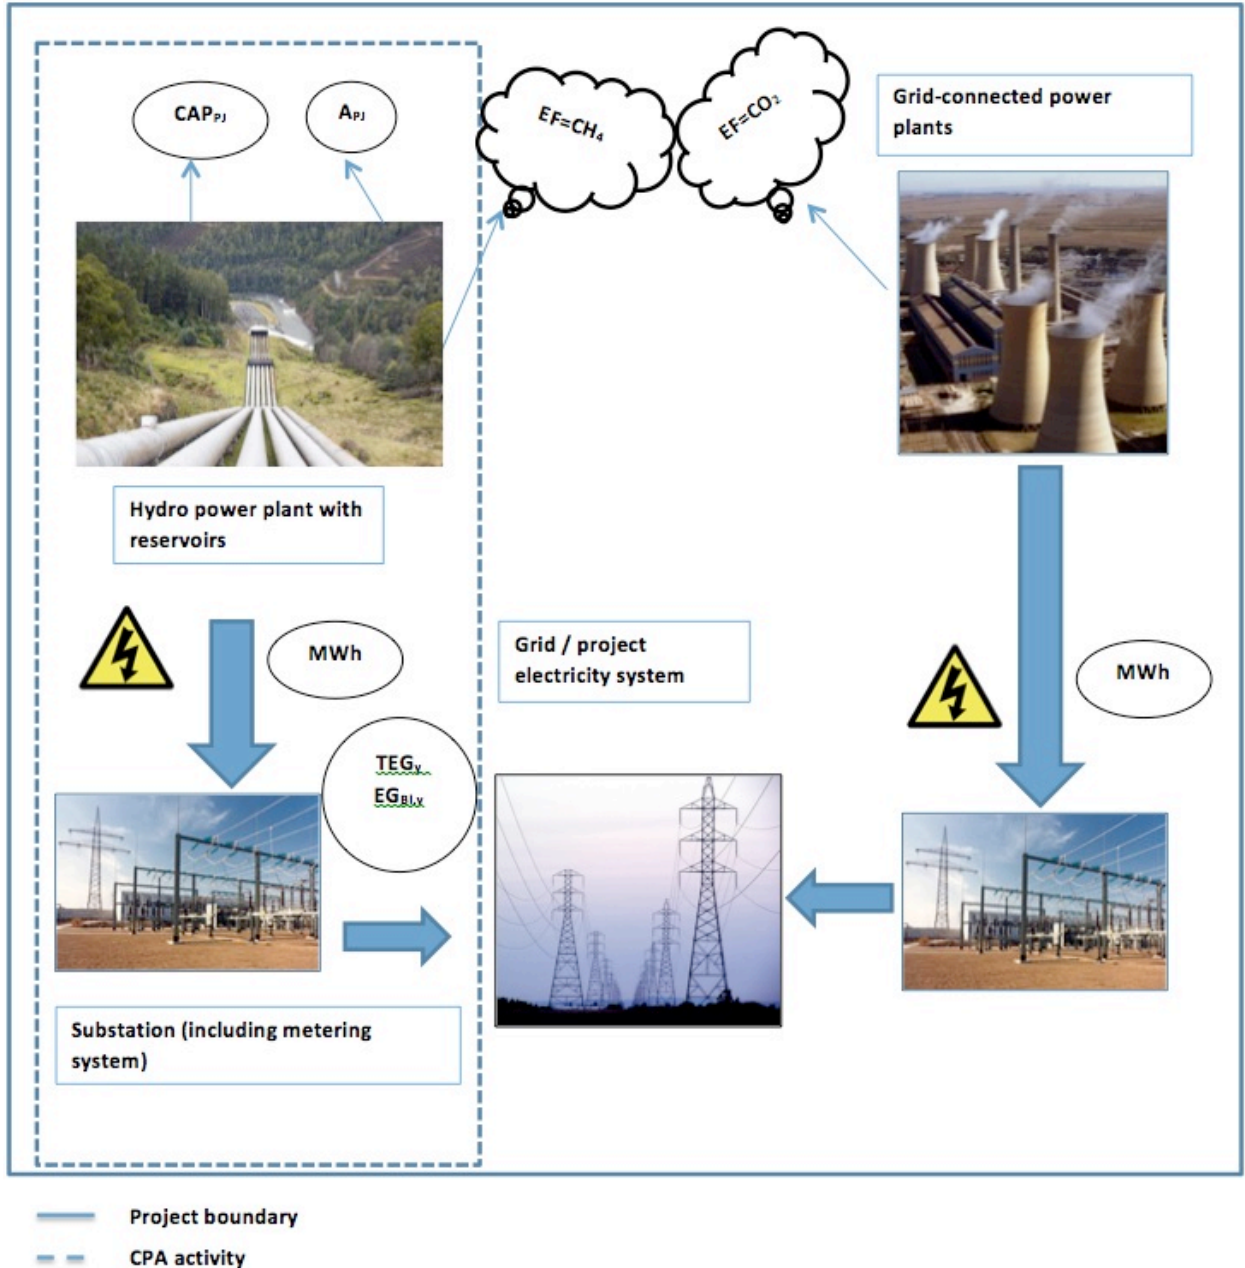 CAPPJ
APJ
EF=CH4
EF=CO2
Grid-connected power
plants
Hydro power plant with
reservoirs
MWh
Grid / project
electricity system
MWh
TEGy
EGBl,y
Substation (including metering
system)
Project boundary
CPA activity